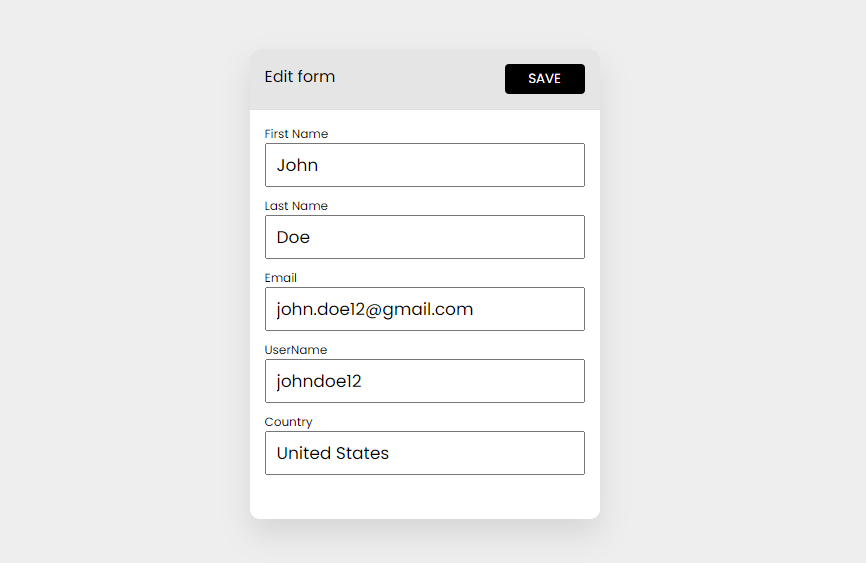 Edit form
SAVE
First Name
John
Last Name
Doe
Email
john.doe12@gmail.com
UserName
johndoe12
Country
United States